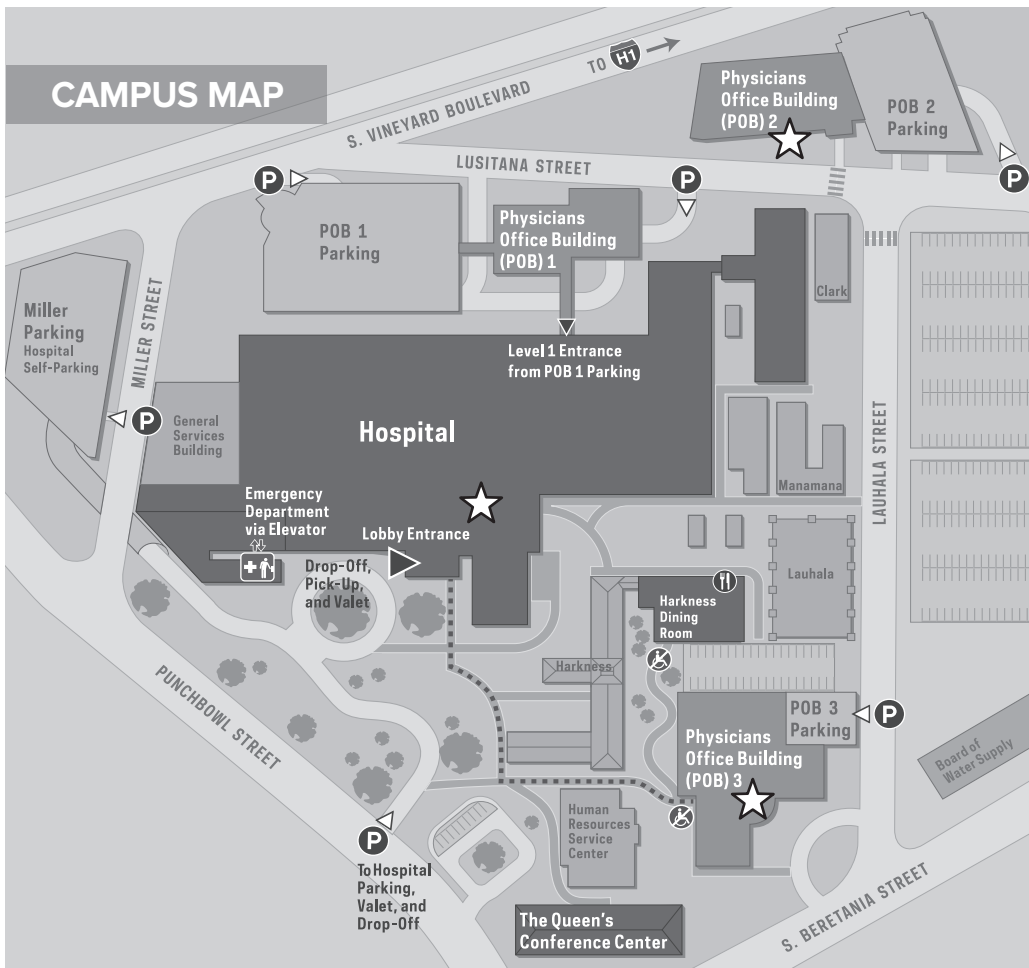 CAMPUS MAP
S. VINEYARD BOULEVARD
TO H1
Physicians
Office Building
(POB) 2
POB 2
Parking
P
LUSITANA STREET
P
P
P
POB 1
Parking
Physicians
Office Building
(POB) 1
Clark
Miller
Parking
Hospital
Self-Parking
MILLER STREET
Level 1 Entrance
from POB 1 Parking
P
General
Services
Building
Hospital
LAUHALA STREET
Manamana
Emergency
Department
via Elevator
Lobby Entrance
Drop-Off,
Pick-Up,
and Valet
Lauhala
Harkness
Dining
Room
Harkness
PUNCHBOWL STREET
POB 3
Parking
P
Physicians
Office Building
(POB) 3
Board of
Water Supply
Human
Resources
Service
Center
P
To Hospital
Parking,
Valet, and
Drop-Off
The Queen's
Conference Center
S. BERETANIA STREET